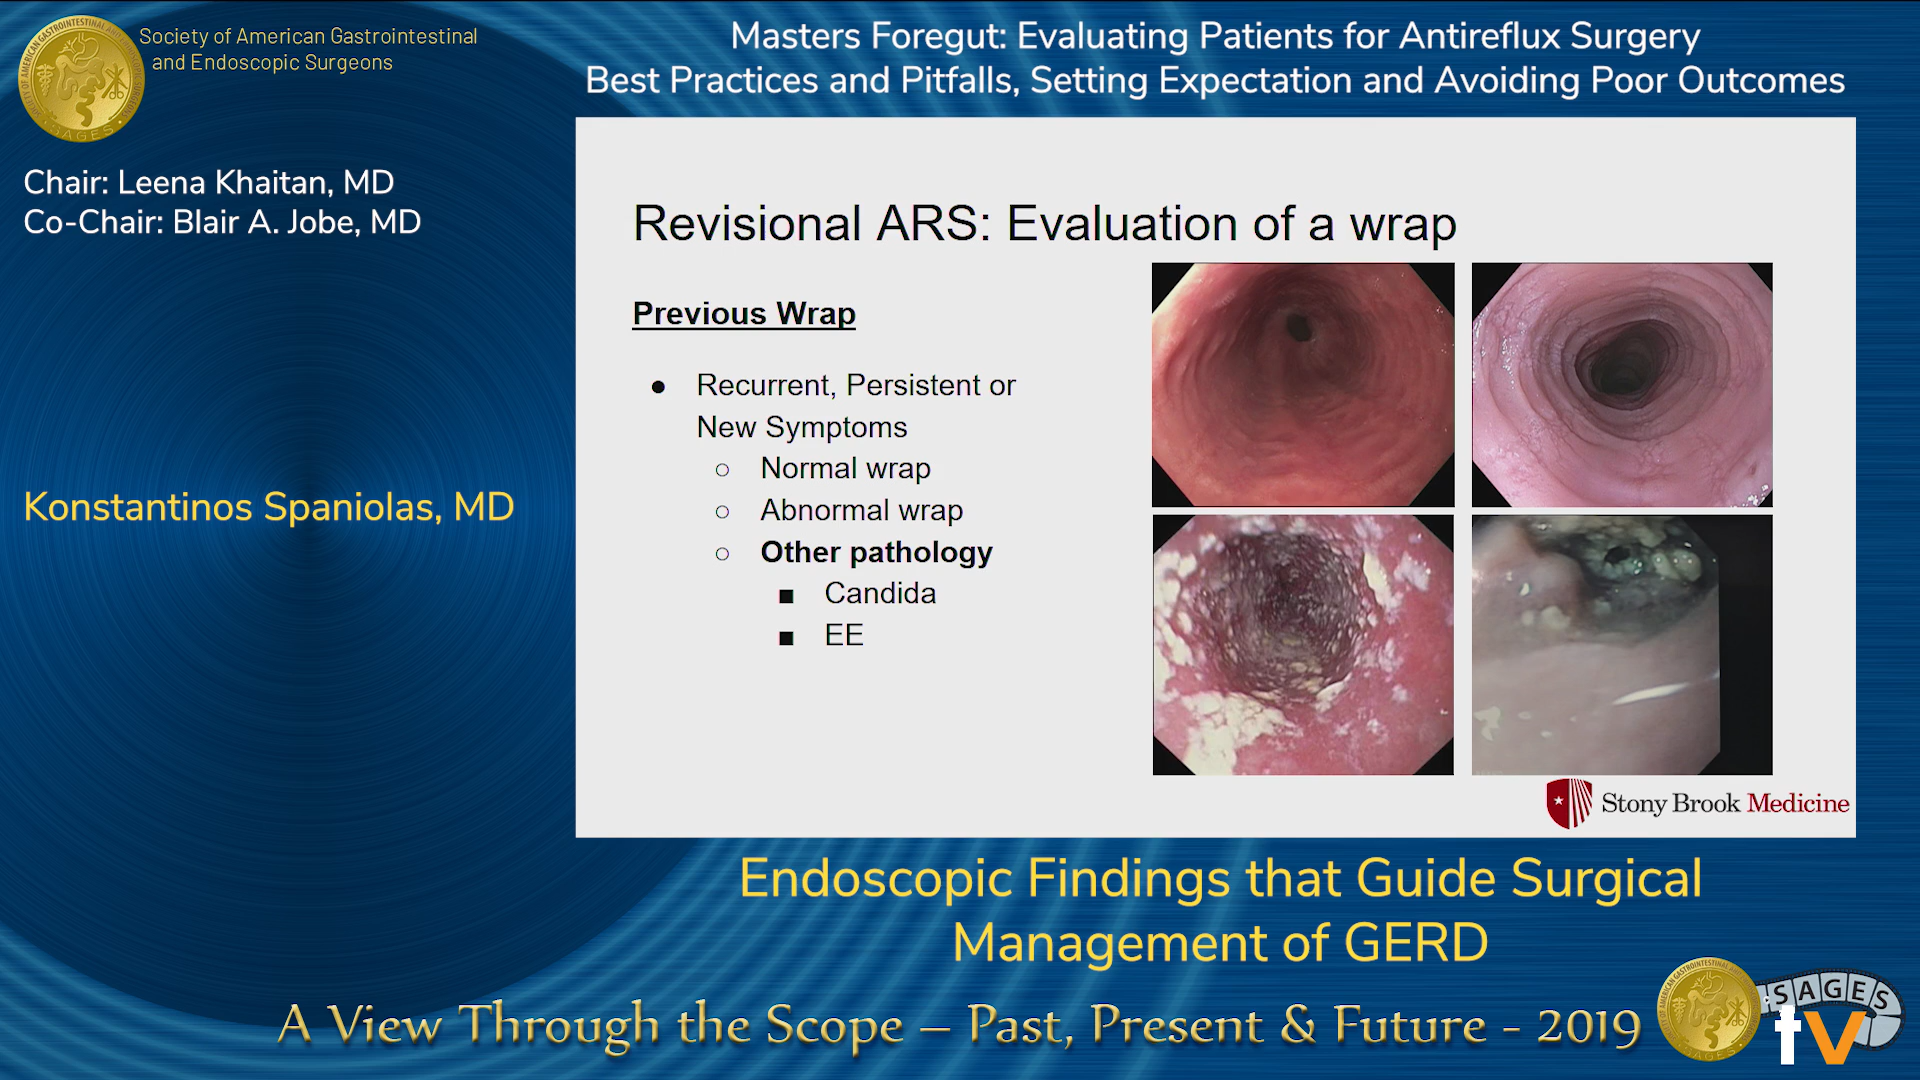 Society of American Gastrointestinal
and Endoscopic Surgeons
SAGES
Masters Foregut: Evaluating Patients for Antireflux Surgery
Best Practices and Pitfalls, Setting Expectation and Avoiding Poor Outcomes
Chair: Leena Khaitan, MD
Co-Chair: Blair A. Jobe, MD
Konstantinos Spaniolas, MD
Revisional ARS: Evaluation of a wrap
Previous Wrap
● Recurrent, Persistent or
New Symptoms
○ Normal wrap
○ Abnormal wrap
○ Other pathology
■ Candida
■ EE
Stony Brook Medicine
Endoscopic Findings that Guide Surgical
Management of GERD
A View Through the Scope – Past, Present & Future - 2019
SAGES
tv